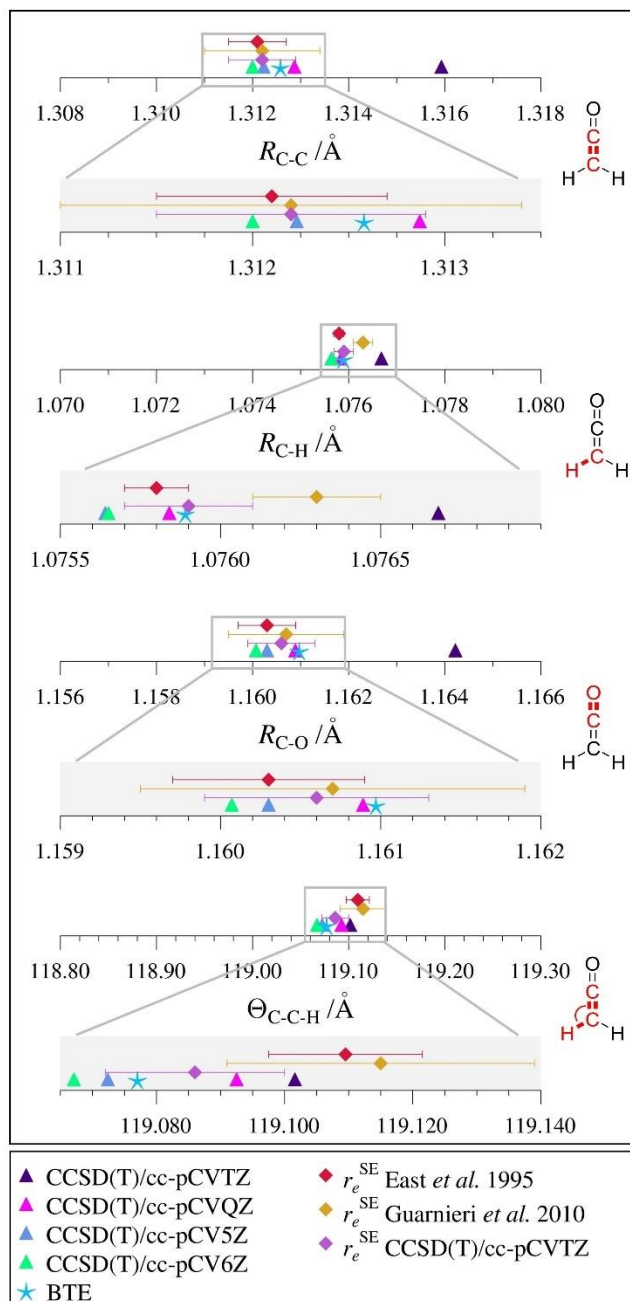 1.308 1.310 1.312 1.314 1.316 1.318
R_C-C /Å
O
C
H C H
1.311 1.312 1.313
1.070 1.072 1.074 1.076 1.078 1.080
R_C-H /Å
O
C
H C H
1.0755 1.0760 1.0765
1.156 1.158 1.160 1.162 1.164 1.166
R_C-O /Å
O
C
H C H
1.159 1.160 1.161 1.162
118.80 118.90 119.00 119.10 119.20 119.30
Θ_C-C-H /Å
O
C
H C H
119.080 119.100 119.120 119.140
CCSD(T)/cc-pCVTZ
CCSD(T)/cc-pCVQZ
CCSD(T)/cc-pCV5Z
CCSD(T)/cc-pCV6Z
BTE
r_e^SE East et al. 1995
r_e^SE Guarnieri et al. 2010
r_e^SE CCSD(T)/cc-pCVTZ